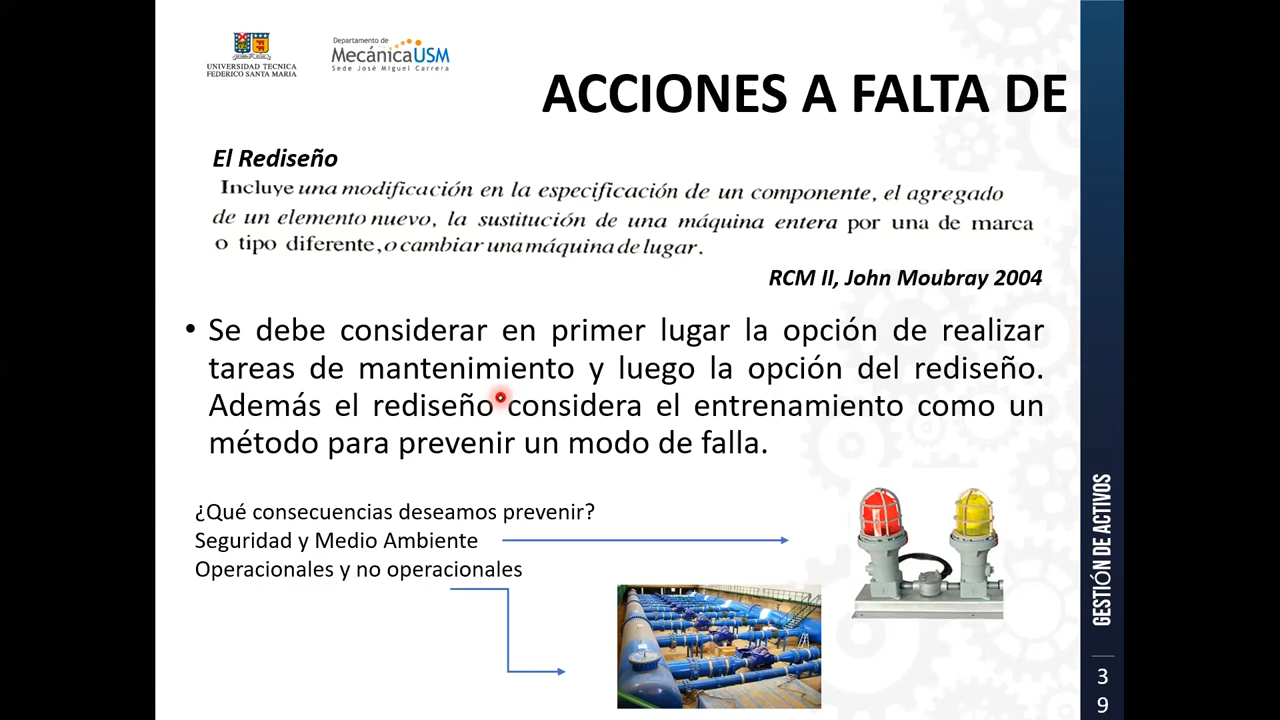 UNIVERSIDAD TECNICA
FEDERICO SANTA MARIA
Departamento de
MecánicaUSM
Sede José Miguel Carrera
ACCIONES A FALTA DE
El Rediseño
Incluye una modificación en la especificación de un componente, el agregado
de un elemento nuevo, la sustitución de una máquina entera por una de marca
o tipo diferente, o cambiar una máquina de lugar.
RCM II, John Moubray 2004
• Se debe considerar en primer lugar la opción de realizar
tareas de mantenimiento y luego la opción del rediseño.
Además el rediseño considera el entrenamiento como un
método para prevenir un modo de falla.
¿Qué consecuencias deseamos prevenir?
Seguridad y Medio Ambiente
Operacionales y no operacionales
GESTIÓN DE ACTIVOS
3
9